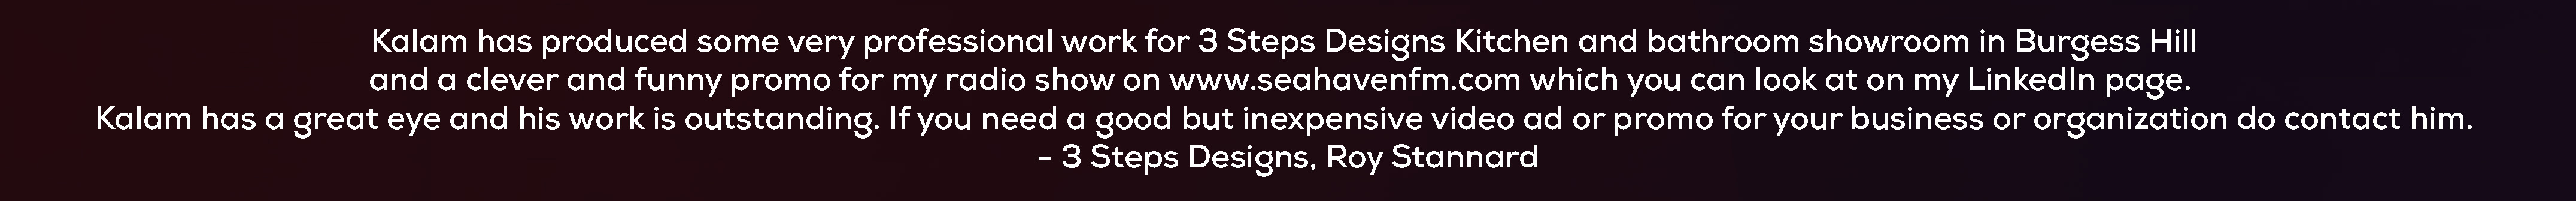 Kalam has produced some very professional work for 3 Steps Designs Kitchen and bathroom showroom in Burgess Hill
and a clever and funny promo for my radio show on www.seahavenfm.com which you can look at on my LinkedIn page.
Kalam has a great eye and his work is outstanding. If you need a good but inexpensive video ad or promo for your business or organization do contact him.
- 3 Steps Designs, Roy Stannard